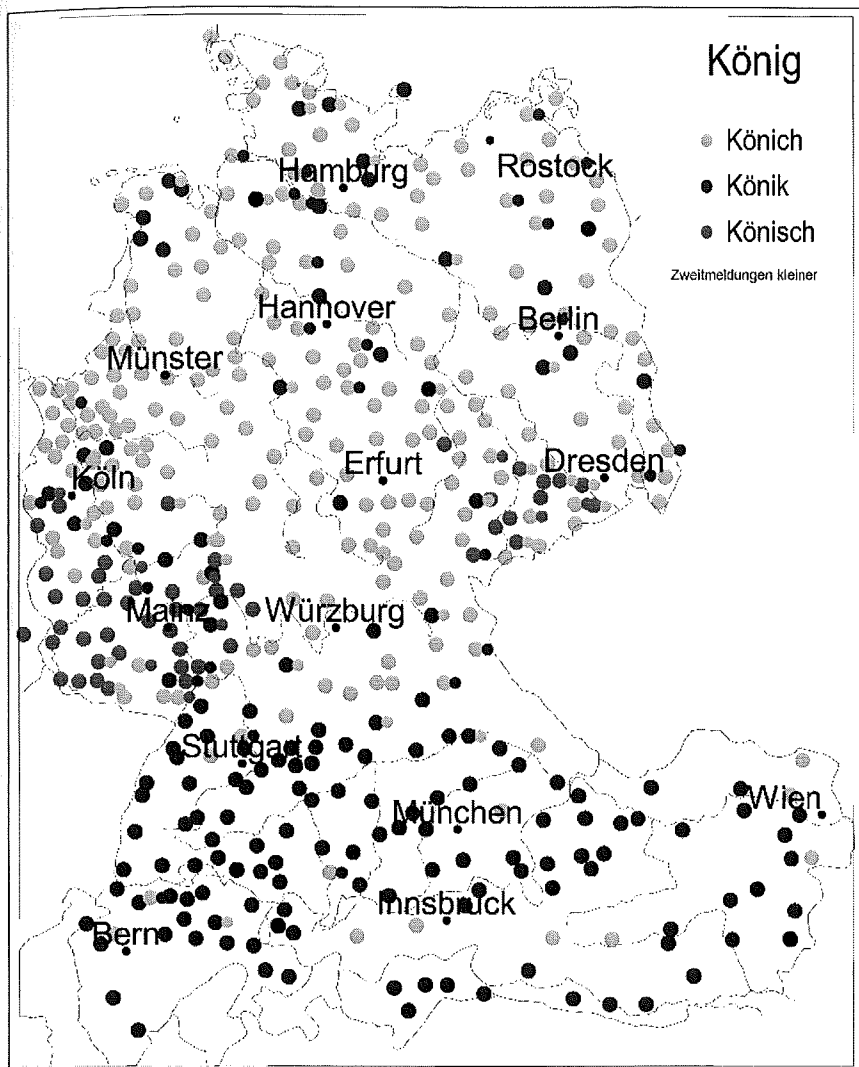 König
Könich
Könik
Könisch
Zweitmeldungen kleiner
Hamburg
Rostock
Hannover
Berlin
Münster
Köln
Erfurt
Dresden
Mainz
Würzburg
Stuttgart
München
Wien
Innsbruck
Bern